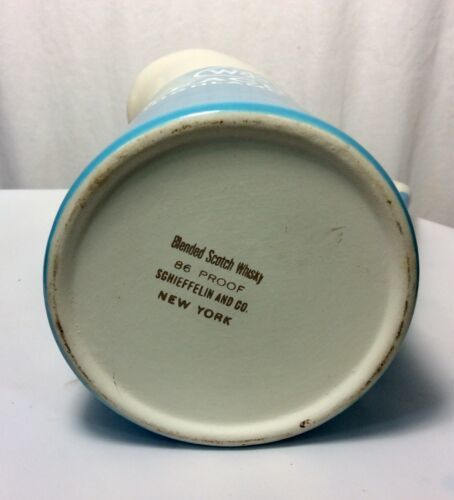 Blended Scotch Whisky
86 PROOF
SCHIEFFELIN AND CO.
NEW YORK